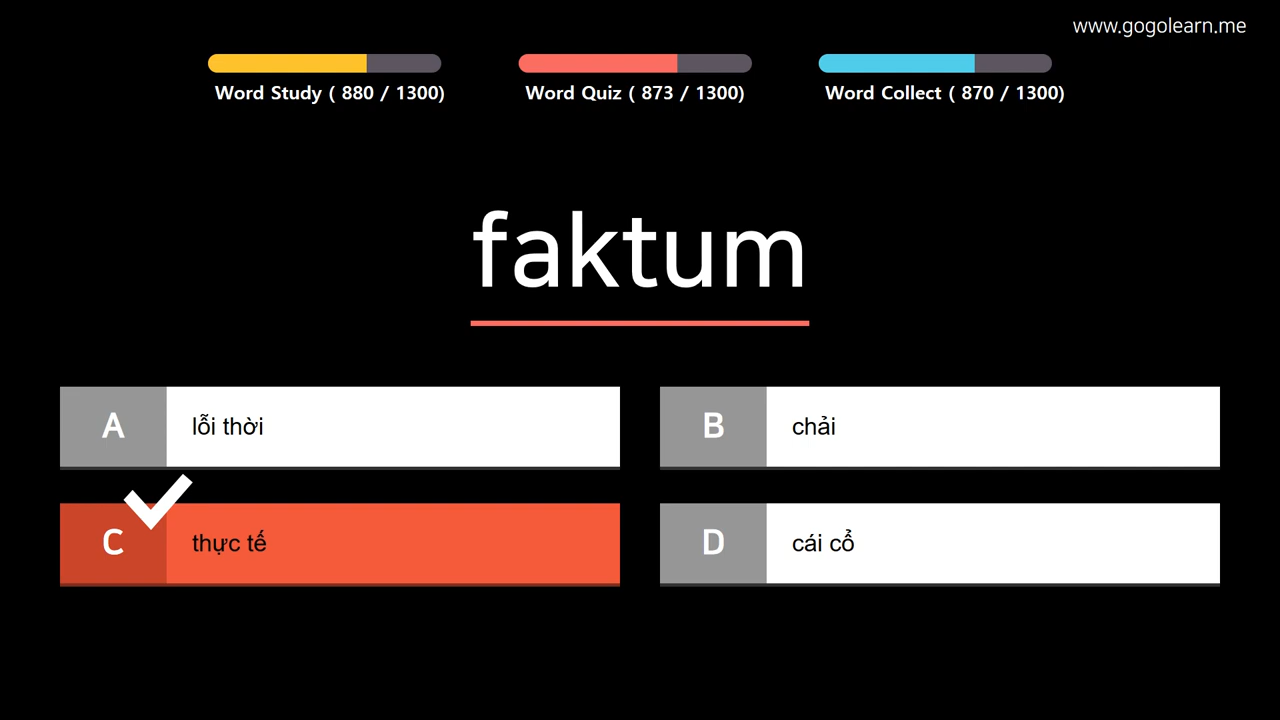 www.gogolearn.me
Word Study ( 880 / 1300)
Word Quiz ( 873 / 1300)
Word Collect ( 870 / 1300)
faktum
A lỗi thời
B chải
C thực tế
D cái cổ